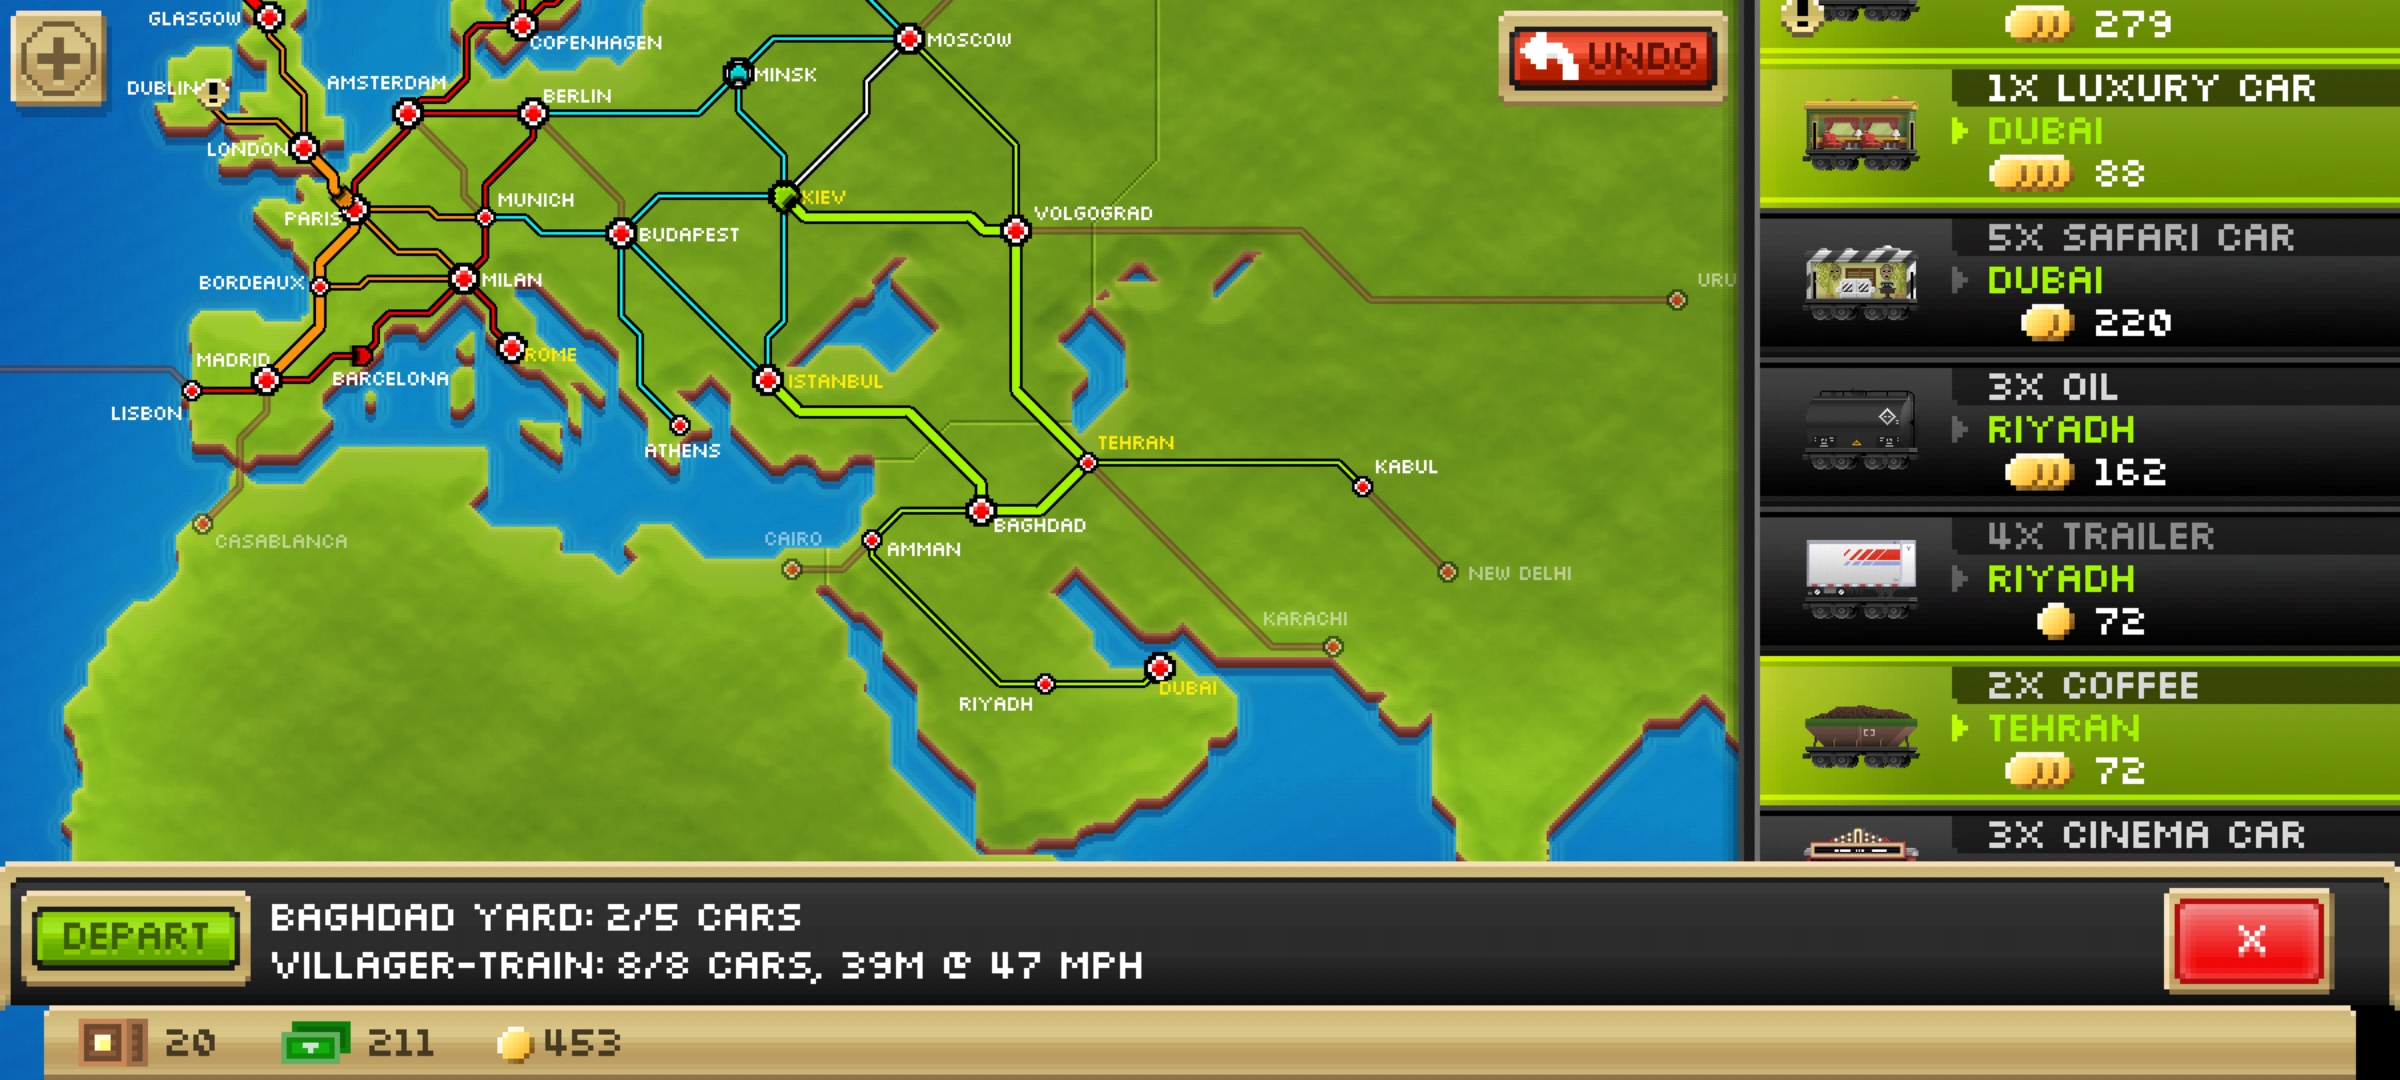 GLASGOW
COPENHAGEN
MOSCOW
UNDO
279
DUBLIN
AMSTERDAM
BERLIN
MINSK
1X LUXURY CAR
DUBAI
88
LONDON
MUNICH
KIEV
PARIS
BUDAPEST
VOLGOGRAD
5X SAFARI CAR
DUBAI
220
BORDEAUX
MILAN
URU
MADRID
BARCELONA
ROME
ISTANBUL
3X OIL
RIYADH
162
LISBON
ATHENS
TEHRAN
KABUL
CASABLANCA
CAIRO
BAGHDAD
AMMAN
NEW DELHI
4X TRAILER
RIYADH
72
KARACHI
RIYADH
DUBAI
2X COFFEE
TEHRAN
72
3X CINEMA CAR
DEPART
BAGHDAD YARD: 2/5 CARS
VILLAGER-TRAIN: 8/8 CARS, 39M @ 47 MPH
X
20
211
453